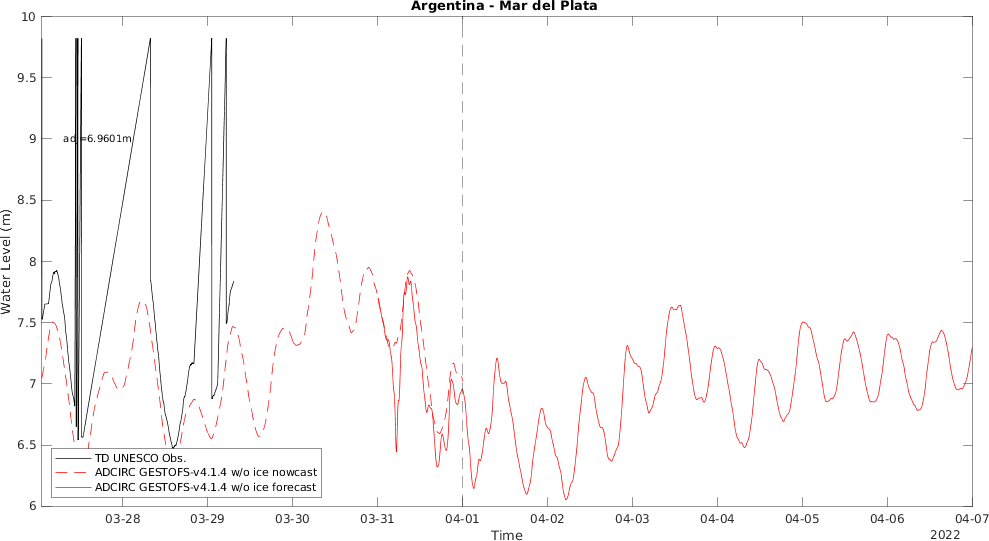 Argentina - Mar del Plata
10
9.5
9
8.5
8
7.5
7
6.5
6
Water Level (m)
ad =6.9601m
TD UNESCO Obs.
ADCIRC GESTOFS-v4.1.4 w/o ice nowcast
ADCIRC GESTOFS-v4.1.4 w/o ice forecast
03-28 03-29 03-30 03-31 04-01 04-02 04-03 04-04 04-05 04-06 04-07
Time
2022